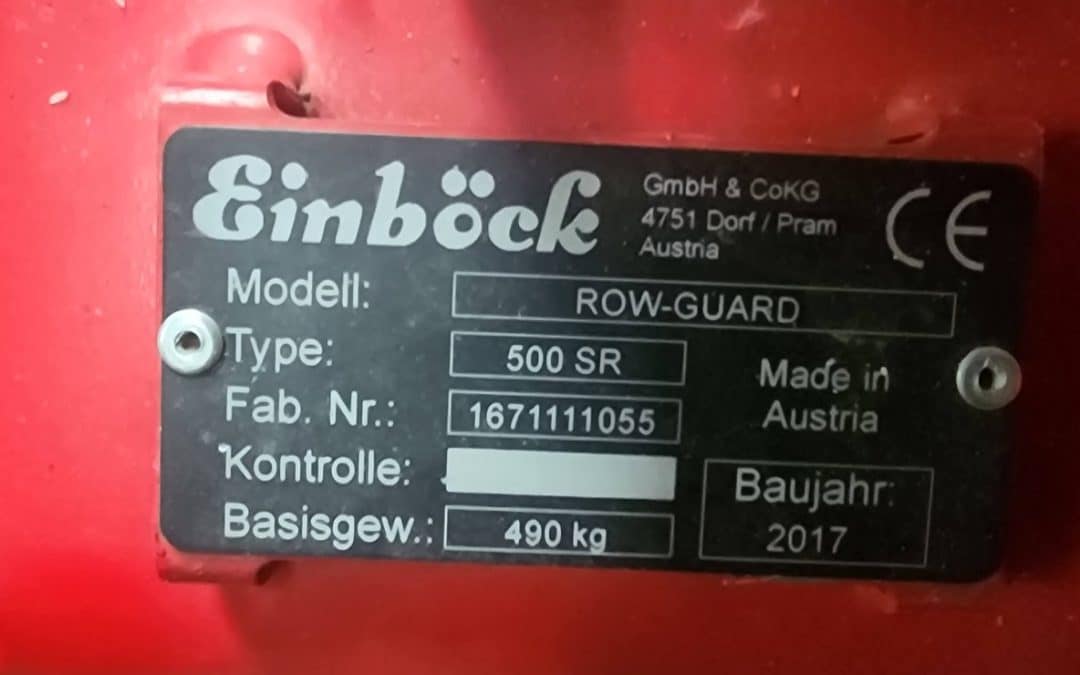 Einböck
GmbH & CoKG
4751 Dorf / Pram
Austria
CE
Modell: ROW-GUARD
Type: 500 SR
Fab. Nr.: 1671111055
Kontrolle:
Basisgew.: 490 kg
Made in
Austria
Baujahr:
2017